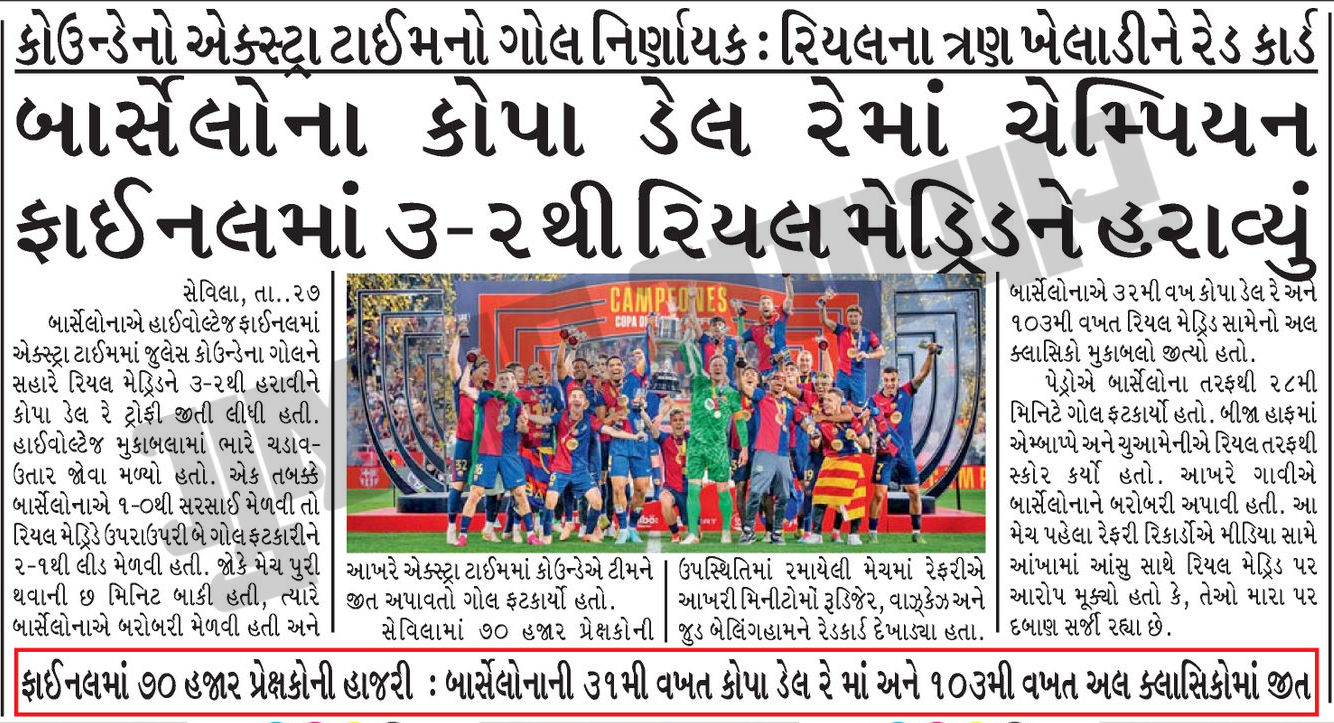 કોઉન્ડેનો એક્સ્ટ્રા ટાઈમનો ગોલ નિર્ણાયક : રિયલના ત્રણ ખેલાડીને રેડ કાર્ડ
બાર્સેલોના કોપા ડેલ રેમાં ચેમ્પિયન
ફાઈનલમાં ૩-૨થી રિયલ મેડ્રિડને હરાવ્યું
સેવિલા, તા..૨૭
બાર્સેલોનાએ હાઈવોલ્ટેજ ફાઈનલમાં
એક્સ્ટ્રા ટાઈમમાં જુલેસ કોઉન્ડેના ગોલને
સહારે રિયલ મેડ્રિડને ૩-૨થી હરાવીને
કોપા ડેલ રે ટ્રોફી જીતી લીધી હતી.
હાઈવોલ્ટેજ મુકાબલામાં ભારે ચડાવ-
ઉતાર જોવા મળ્યો હતો. એક તબક્કે
બાર્સેલોનાએ ૧-૦થી સરસાઈ મેળવી તો
રિયલ મેડ્રિડે ઉપરાઉપરી બે ગોલ ફટકારીને
૨-૧થી લીડ મેળવી હતી. જોકે મેચ પુરી
થવાની છ મિનિટ બાકી હતી, ત્યારે
બાર્સેલોનાએ બરોબરી મેળવી હતી અને
CAMPEONES
COPA DE
આખરે એક્સ્ટ્રા ટાઈમમાં કોઉન્ડેએ ટીમને
જીત અપાવતો ગોલ ફટકાર્યો હતો.
સેવિલામાં ૭૦ હજાર પ્રેક્ષકોની
ઉપસ્થિતિમાં રમાયેલી મેચમાં રેફરીએ
આખરી મિનીટોમોં રૂડિજેર, વાઝ્કેઝ અને
જુડ બેલિંગહામને રેડકાર્ડ દેખાડ્યા હતા.
બાર્સેલોનાએ ૩૨મી વખ કોપા ડેલ રે અને
૧૦૩મી વખત રિયલ મેડ્રિડ સામેનો અલ
ક્લાસિકો મુકાબલો જીત્યો હતો.
પેડ્રોએ બાર્સેલોના તરફથી ૨૮મી
મિનિટે ગોલ ફટકાર્યો હતો. બીજા હાફમાં
એમ્બાપ્પે અને ચુઆમેનીએ રિયલ તરફથી
સ્કોર કર્યો હતો. આખરે ગાવીએ
બાર્સેલોનાને બરોબરી અપાવી હતી. આ
મેચ પહેલા રેફરી રિકાર્ડોએ મીડિયા સામે
આંખામાં આંસુ સાથે રિયલ મેડ્રિડ પર
આરોપ મૂક્યો હતો કે, તેઓ મારા પર
દબાણ સર્જી રહ્યા છે.
ફાઈનલમાં ૭૦ હજાર પ્રેક્ષકોની હાજરી : બાર્સેલોનાની ૩૧મી વખત કોપા ડેલ રે માં અને ૧૦૩મી વખત અલ ક્લાસિકોમાં જીત